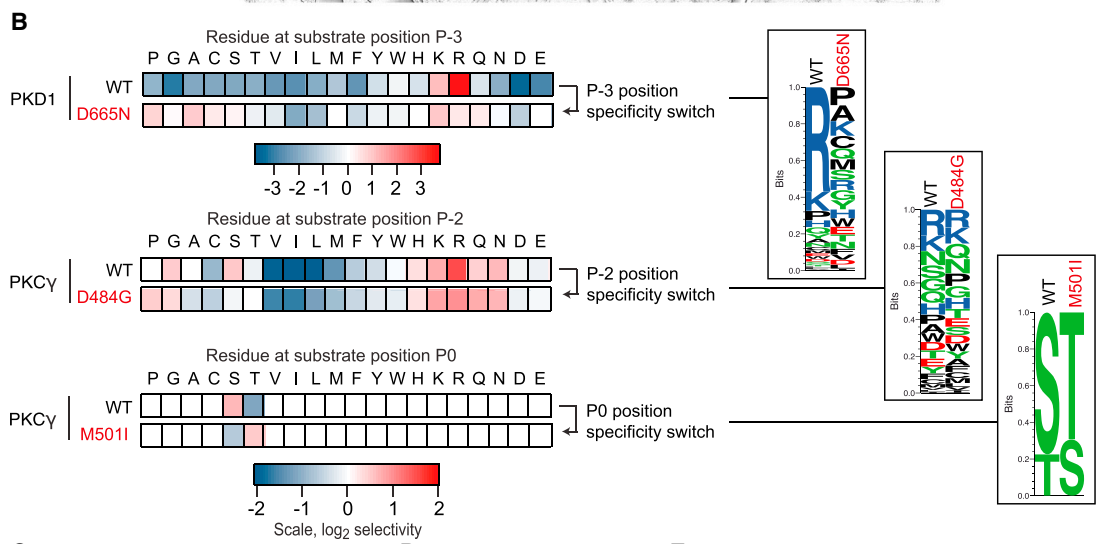 B
Residue at substrate position P-3
P G A C S T V I L M F Y W H K R Q N D E
PKD1
WT
D665N
P-3 position
specificity switch
-3 -2 -1 0 1 2 3
Residue at substrate position P-2
P G A C S T V I L M F Y W H K R Q N D E
PKCγ
WT
D484G
P-2 position
specificity switch
Residue at substrate position P0
P G A C S T V I L M F Y W H K R Q N D E
PKCγ
WT
M501I
P0 position
specificity switch
-2 -1 0 1 2
Scale, log2 selectivity
WT
D665N
Bits
1.0
0.8
0.6
0.4
0.2
0.0
R
K
P
P
A
K
C
Q
M
S
R
G
Y
H
W
E
WT
D484G
Bits
1.0
0.8
0.6
0.4
0.2
0.0
R
K
N
S
G
Q
H
P
A
W
D
R
K
Q
N
P
G
H
T
E
S
D
W
Y
A
WT
M501I
Bits
1.0
0.8
0.6
0.4
0.2
0.0
S
T
T
S